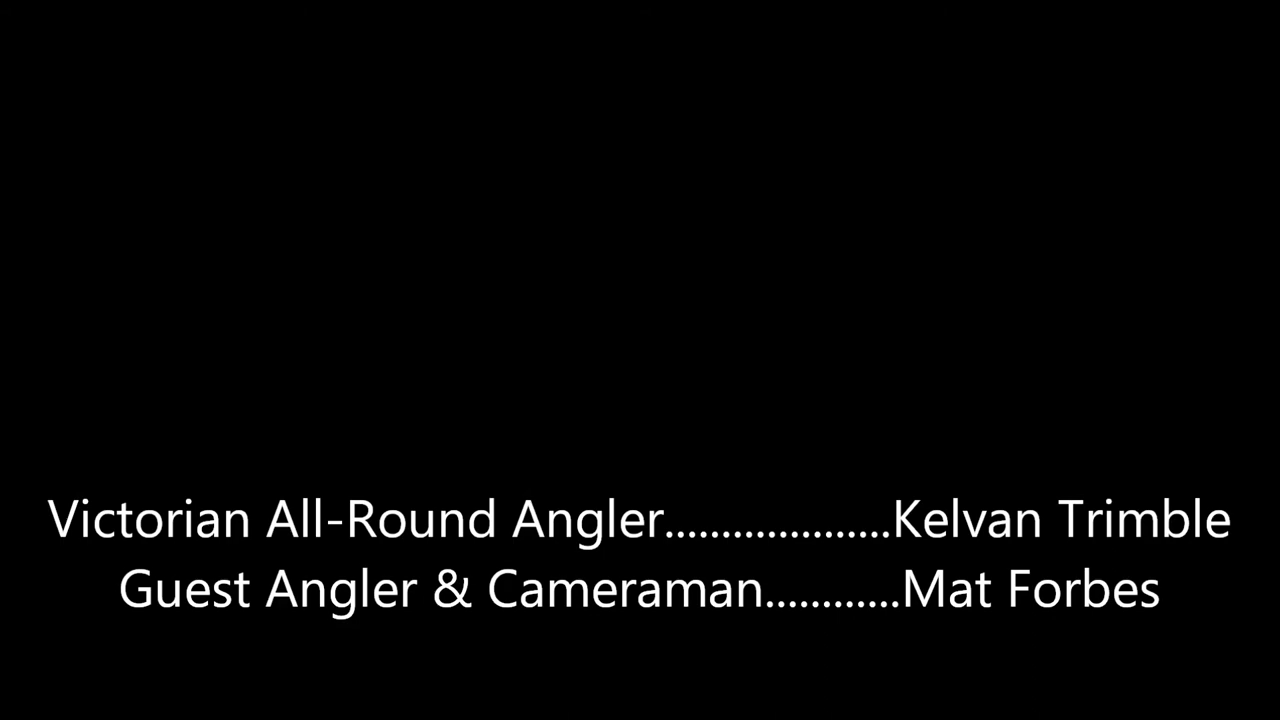 Victorian All-Round Angler...................Kelvan Trimble
Guest Angler & Cameraman............Mat Forbes